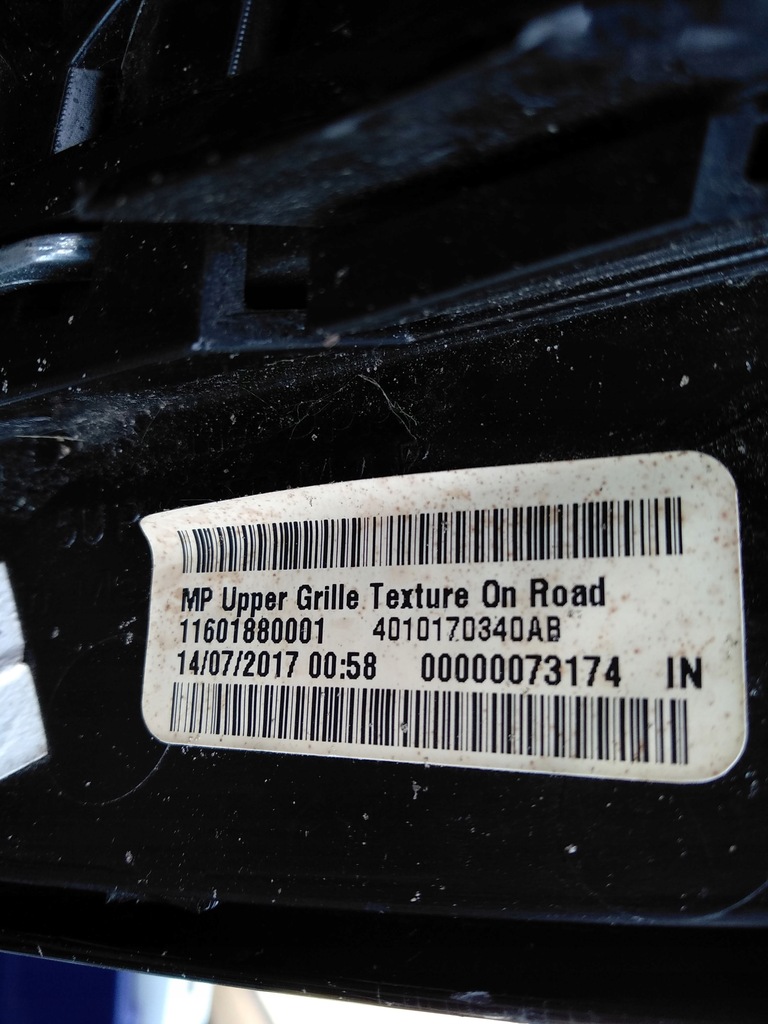 MP Upper Grille Texture On Road
11601880001 4010170340AB
14/07/2017 00:58 00000073174 IN